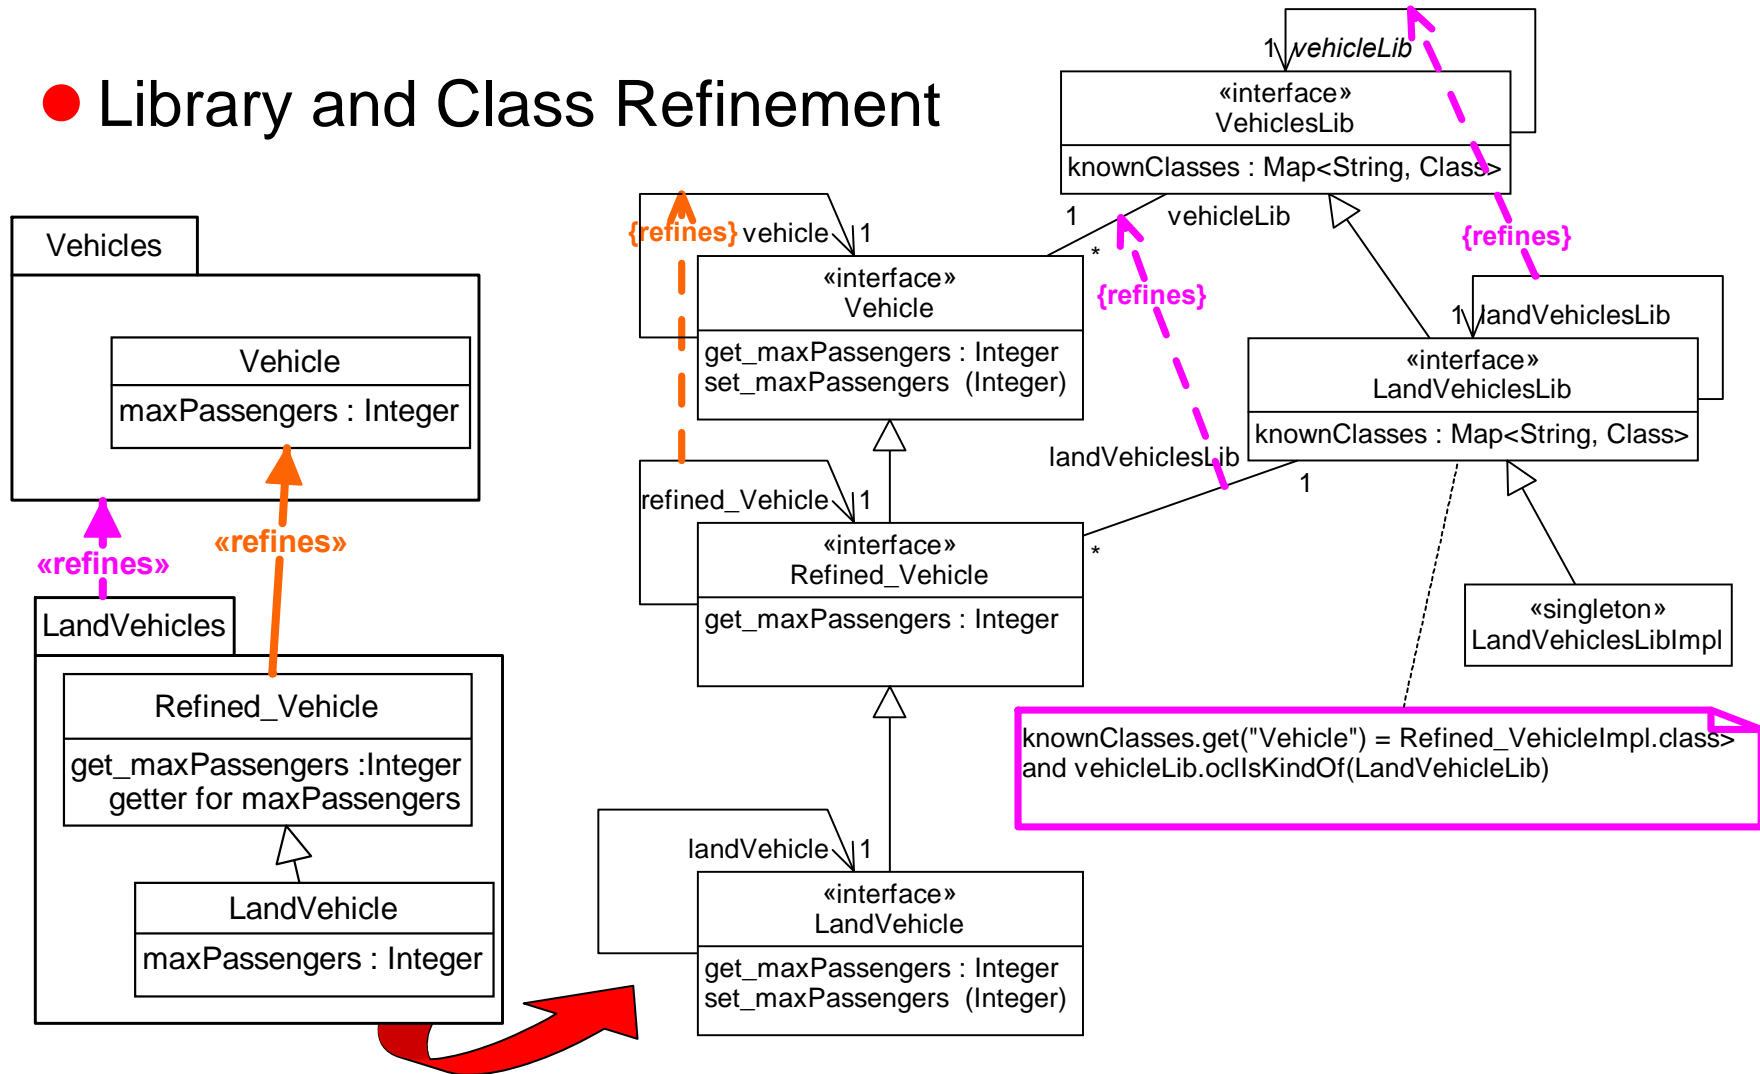 Library and Class Refinement
Vehicles
Vehicle
maxPassengers : Integer
«refines»
«refines»
LandVehicles
Refined_Vehicle
get_maxPassengers :Integer
getter for maxPassengers
LandVehicle
maxPassengers : Integer
{refines}
vehicle
1
«interface»
Vehicle
get_maxPassengers : Integer
set_maxPassengers (Integer)
refined_Vehicle
1
«interface»
Refined_Vehicle
get_maxPassengers : Integer
landVehicle
1
«interface»
LandVehicle
get_maxPassengers : Integer
set_maxPassengers (Integer)
1
vehicleLib
«interface»
VehiclesLib
knownClasses : Map<String, Class>
1
vehicleLib
*
{refines}
{refines}
1
landVehiclesLib
«interface»
LandVehiclesLib
knownClasses : Map<String, Class>
landVehiclesLib
1
*
«singleton»
LandVehiclesLibImpl
knownClasses.get("Vehicle") = Refined_VehicleImpl.class>
and vehicleLib.oclIsKindOf(LandVehicleLib)